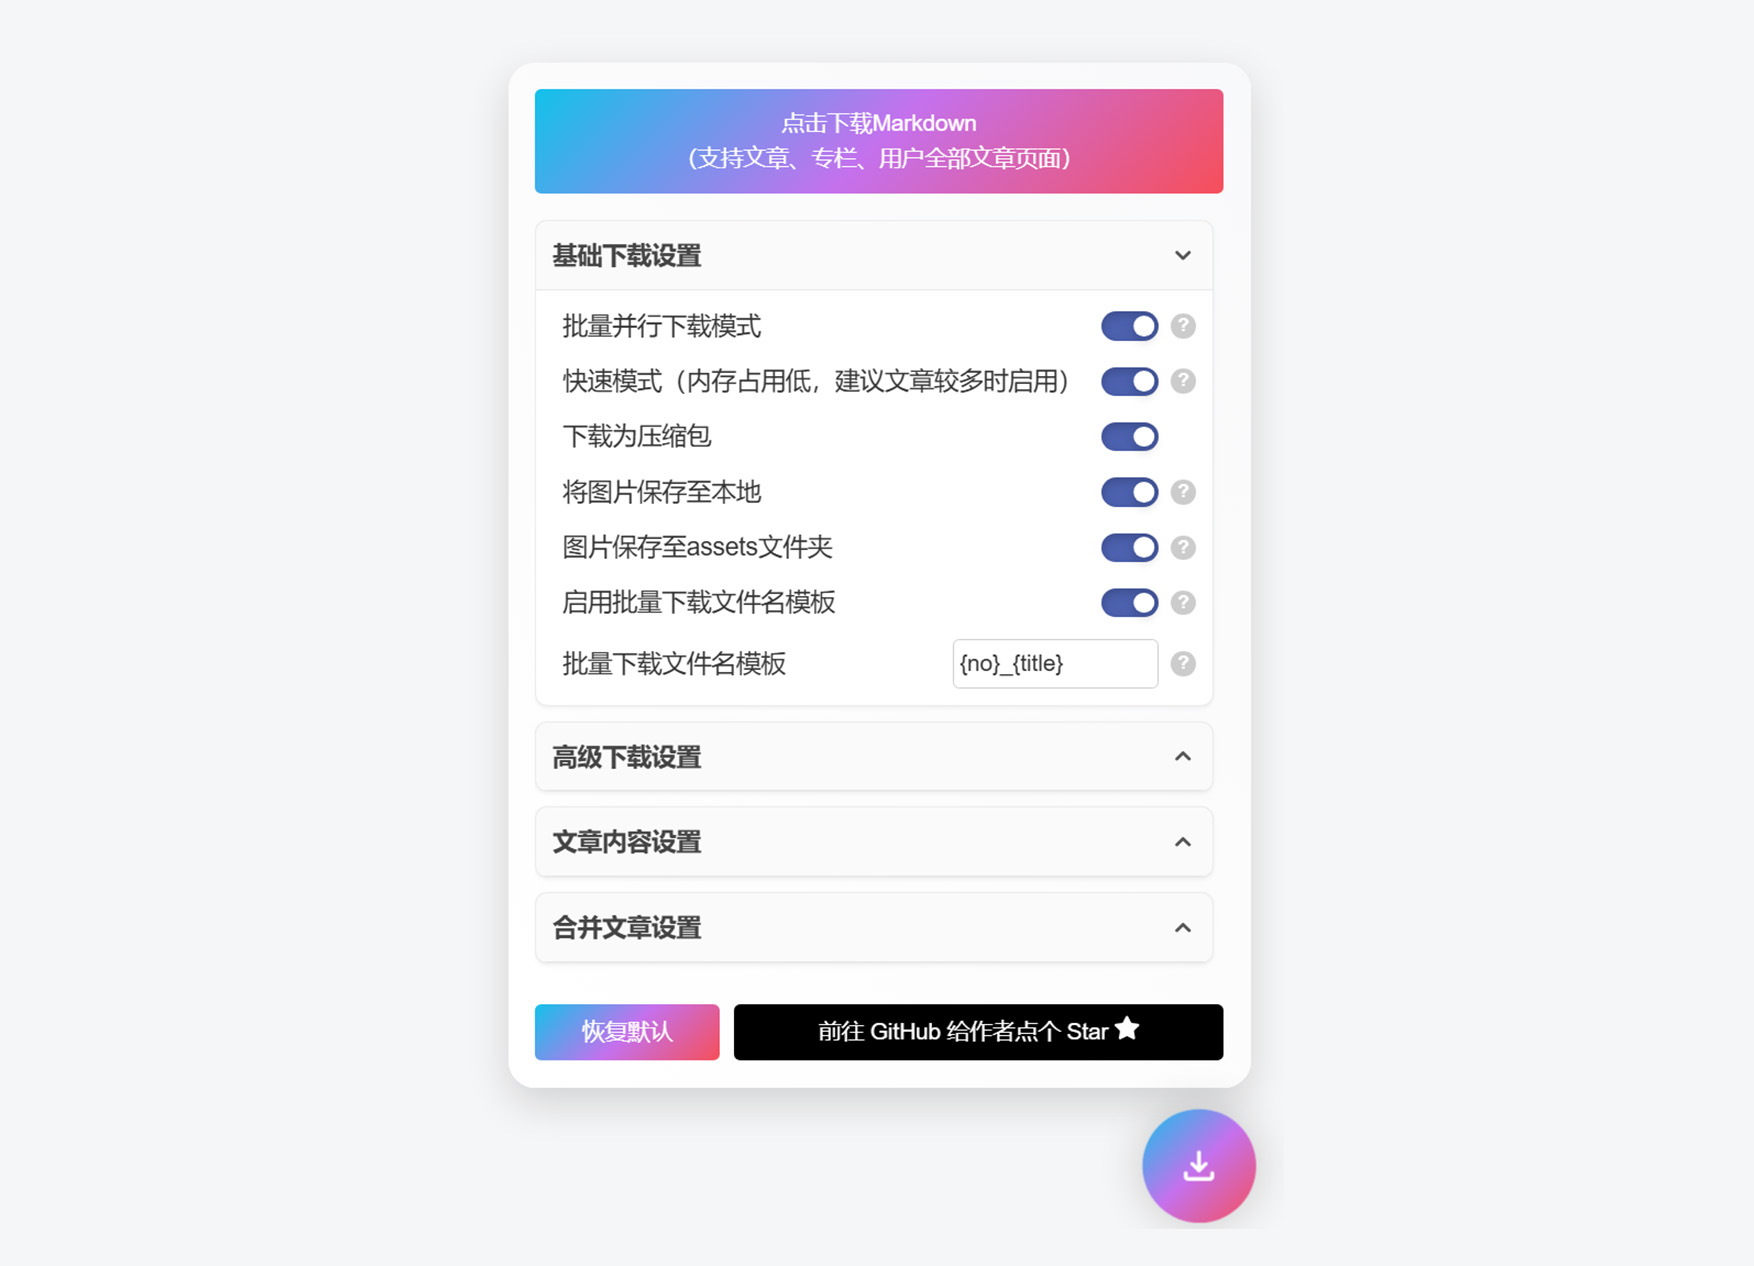 点击下载Markdown
(支持文章、专栏、用户全部文章页面)
基础下载设置
批量并行下载模式
?
快速模式（内存占用低，建议文章较多时启用）
?
下载为压缩包
将图片保存至本地
?
图片保存至assets文件夹
?
启用批量下载文件名模板
?
批量下载文件名模板
{no}_{title}
?
高级下载设置
文章内容设置
合并文章设置
恢复默认
前往 GitHub 给作者点个 Star